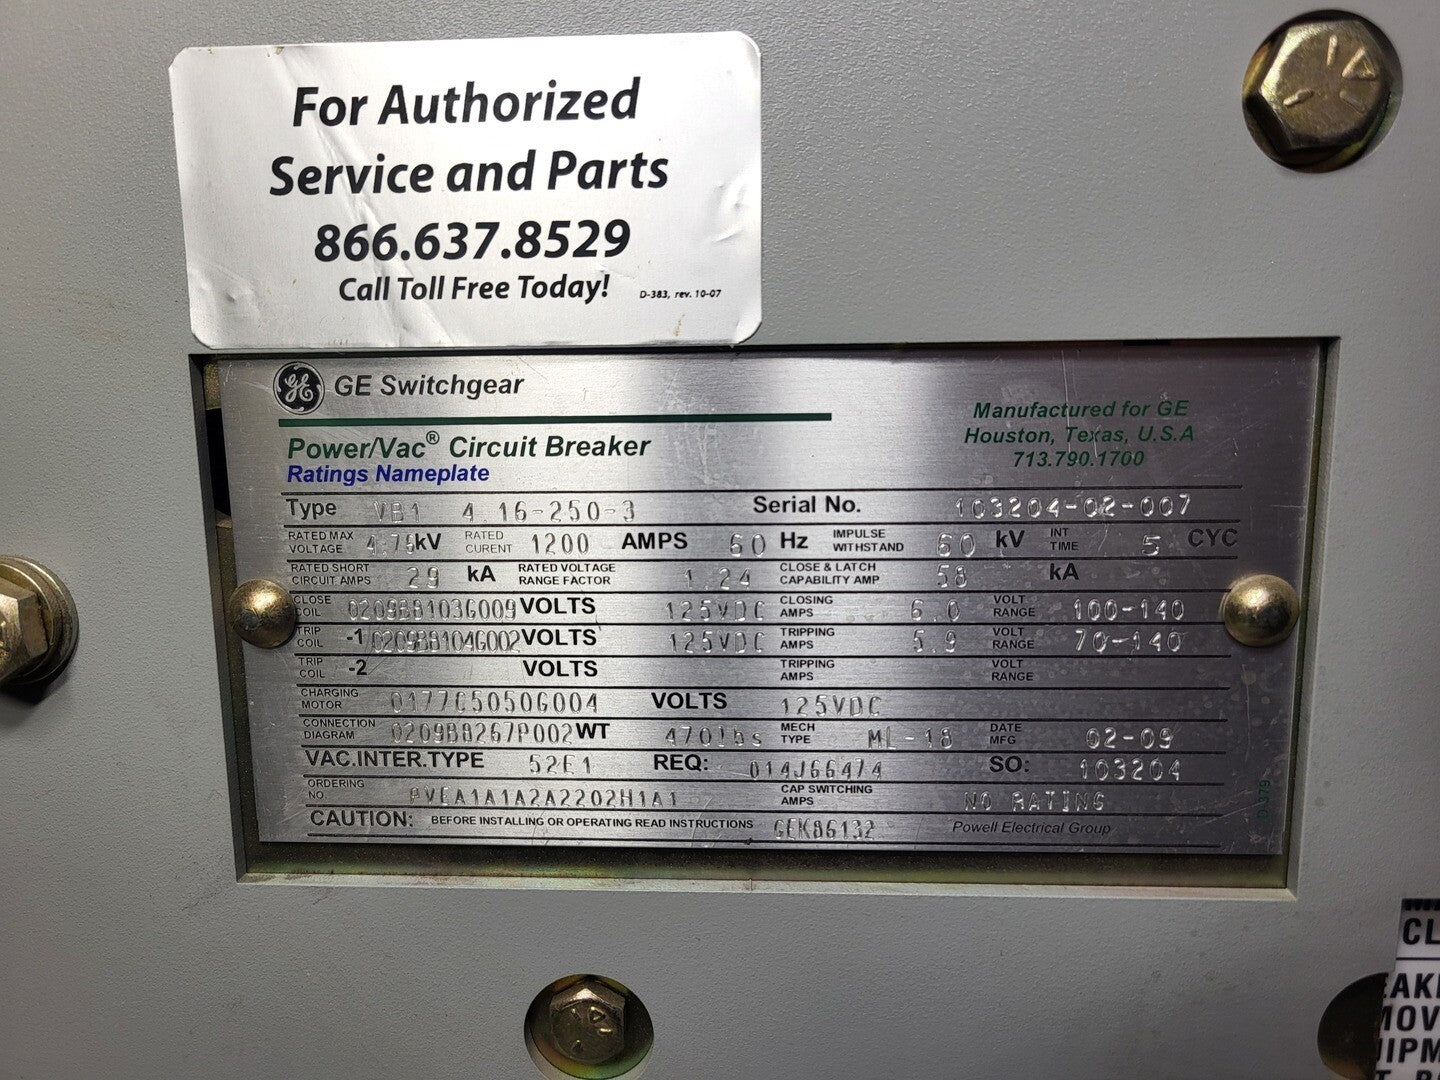 For Authorized
Service and Parts
866.637.8529
Call Toll Free Today! D-383, rev. 10-07
GE Switchgear
Power/Vac® Circuit Breaker
Ratings Nameplate
Manufactured for GE
Houston, Texas, U.S.A
713.790.1700
Type VB1 4.16-250-3 Serial No. 103204-02-007
RATED MAX VOLTAGE 4.76kV RATED CURENT 1200 AMPS 60 Hz IMPULSE WITHSTAND 60 kV INT TIME 5 CYC
RATED SHORT CIRCUIT AMPS 29 kA RATED VOLTAGE RANGE FACTOR 1.24 CLOSE & LATCH CAPABILITY AMP 58 kA
CLOSE COIL 0209B8103G009 VOLTS 125VDC CLOSING AMPS 6.0 VOLT RANGE 100-140
TRIP COIL -1 0209B8104G002 VOLTS 125VDC TRIPPING AMPS 5.9 VOLT RANGE 70-140
TRIP COIL -2 VOLTS TRIPPING AMPS VOLT RANGE
CHARGING MOTOR 0177C5050G004 VOLTS 125VDC
CONNECTION DIAGRAM 0209B8267P002 WT 470lbs MECH TYPE ML-18 DATE MFG 02-09
VAC.INTER.TYPE 52E1 REQ: 014J66474 SO: 103204
ORDERING NO. PVEA1A1A2A2202H1A1 CAP SWITCHING AMPS NO RATING
CAUTION: BEFORE INSTALLING OR OPERATING READ INSTRUCTIONS GEK86132 Powell Electrical Group
D-379
CL